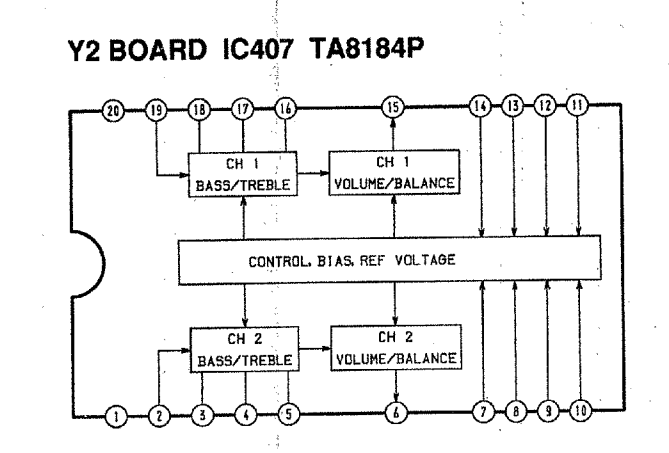 Y2 BOARD IC407 TA8184P
20 19 18 17 16 15 14 13 12 11
CH 1
BASS/TREBLE
CH 1
VOLUME/BALANCE
CONTROL, BIAS, REF VOLTAGE
CH 2
BASS/TREBLE
CH 2
VOLUME/BALANCE
1 2 3 4 5 6 7 8 9 10